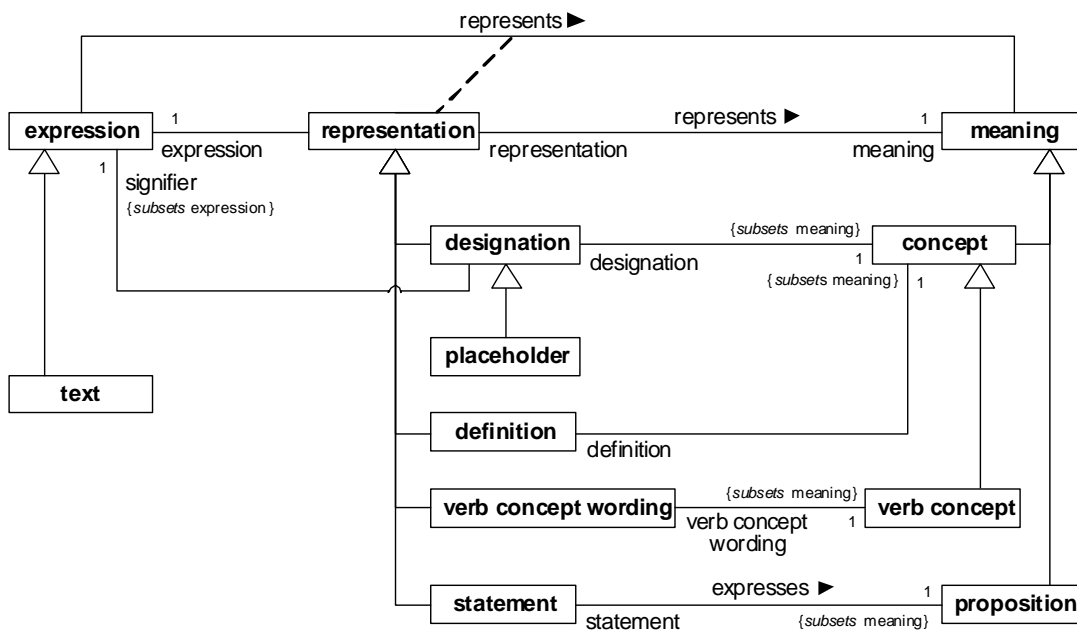 represents ►
expression
1
expression
representation
represents ►
representation
1
meaning
meaning
1
signifier
{subsets expression}
designation
designation
{subsets meaning}
1
concept
{subsets meaning}
1
placeholder
text
definition
definition
verb concept wording
{subsets meaning}
verb concept
wording
1
verb concept
statement
statement
expresses ►
1
{subsets meaning}
proposition